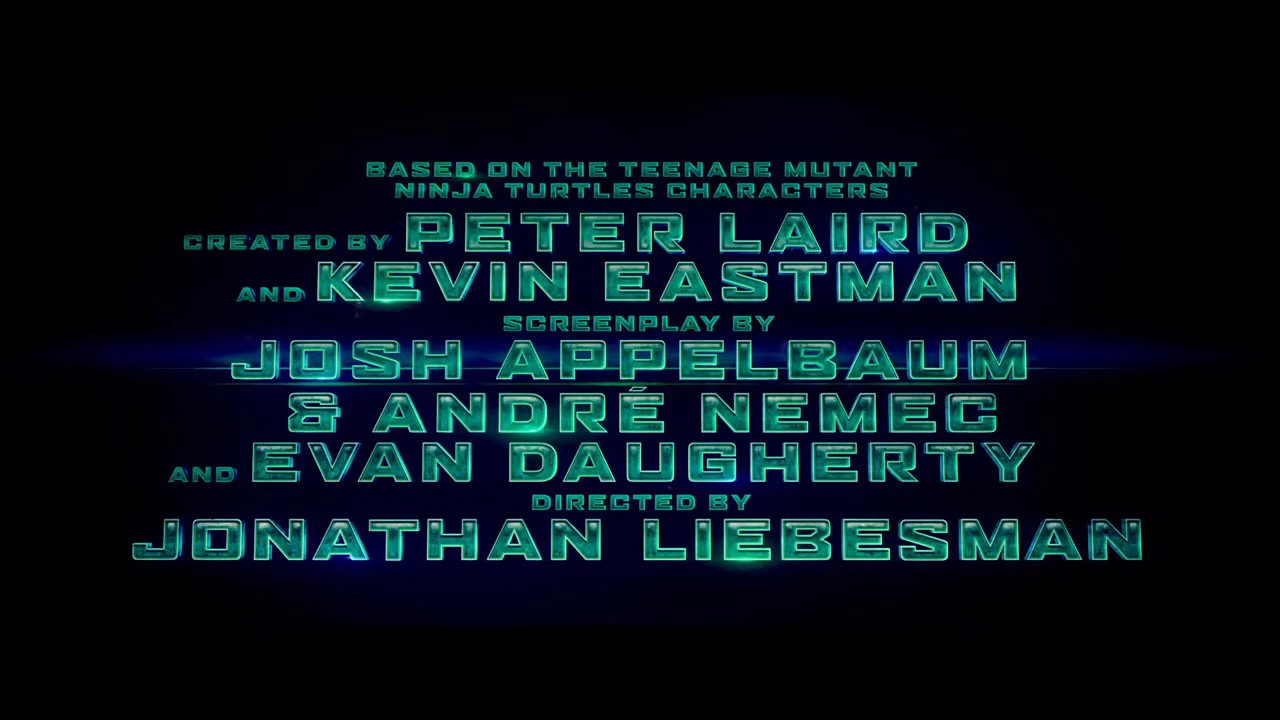 BASED ON THE TEENAGE MUTANT
NINJA TURTLES CHARACTERS
CREATED BY PETER LAIRD
AND KEVIN EASTMAN
SCREENPLAY BY
JOSH APPELBAUM
& ANDRÉ NEMEC
AND EVAN DAUGHERTY
DIRECTED BY
JONATHAN LIEBESMAN